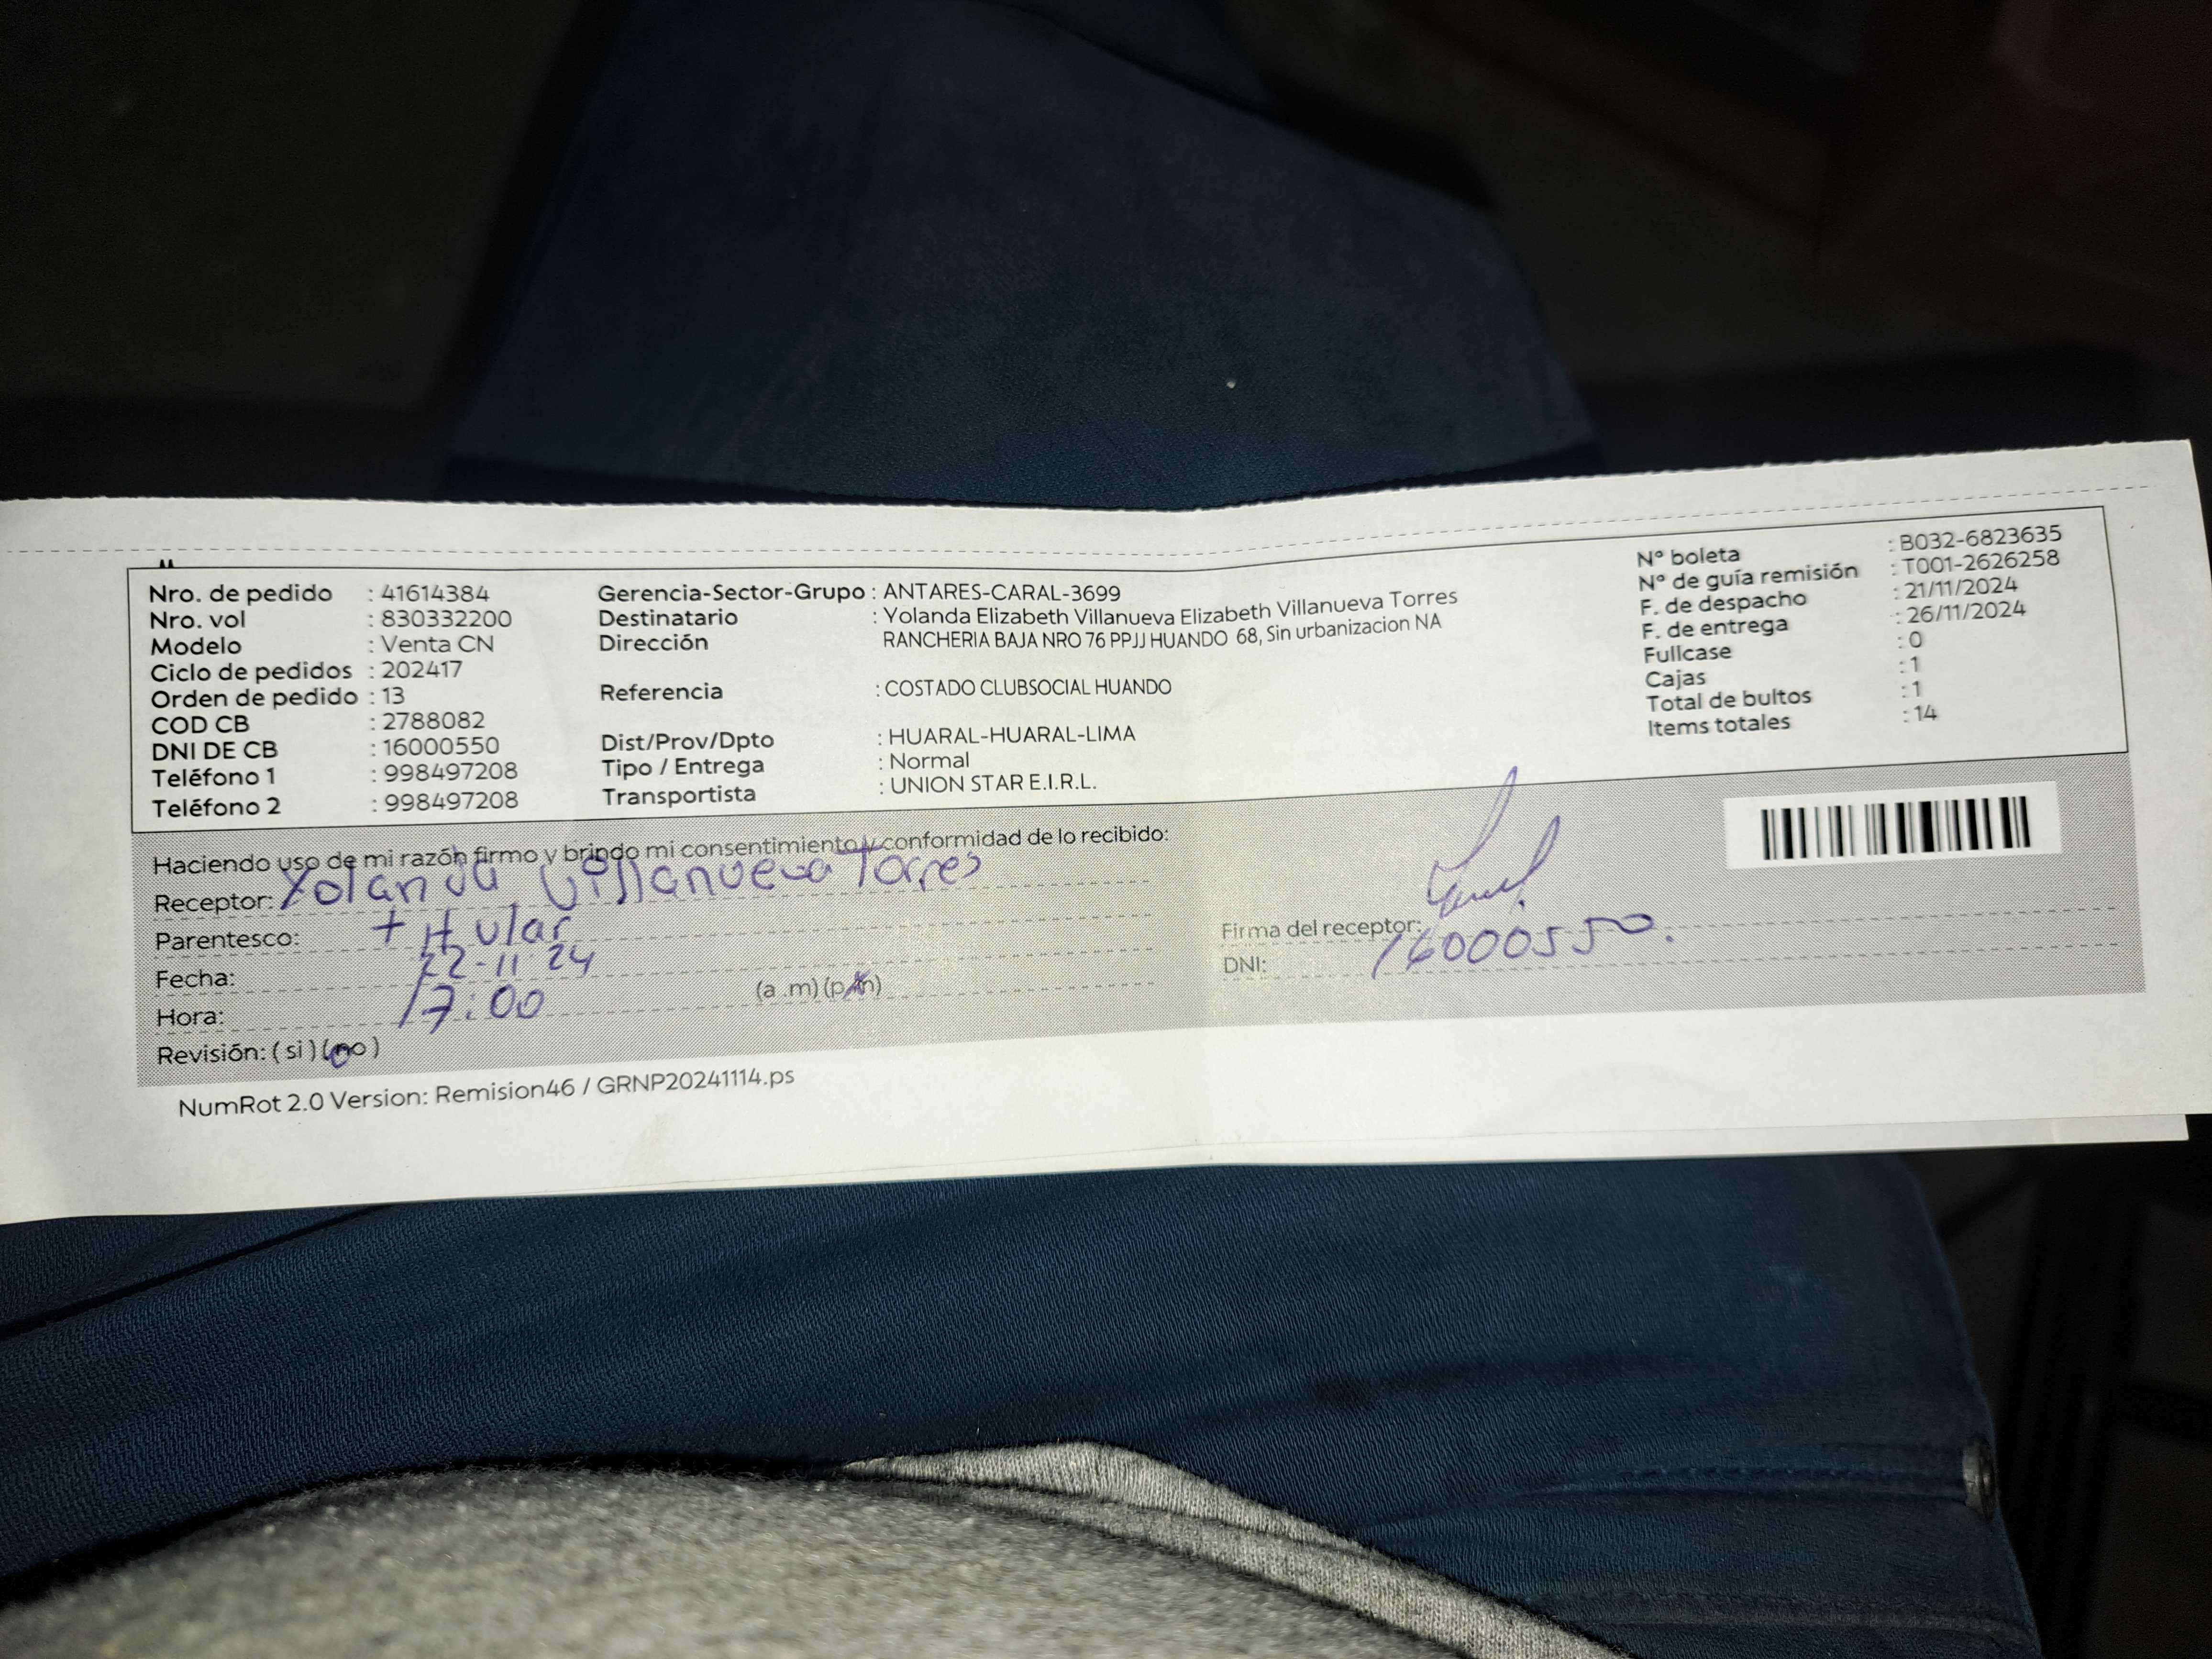 Nro. de pedido : 41614384
Nro. vol : 830332200
Modelo : Venta CN
Ciclo de pedidos : 202417
Orden de pedido : 13
COD CB : 2788082
DNI DE CB : 16000550
Teléfono 1 : 998497208
Teléfono 2 : 998497208
Gerencia-Sector-Grupo : ANTARES-CARAL-3699
Destinatario : Yolanda Elizabeth Villanueva Elizabeth Villanueva Torres
Dirección RANCHERIA BAJA NRO 76 PPJJ HUANDO 68, Sin urbanizacion NA
Referencia : COSTADO CLUBSOCIAL HUANDO
Dist/Prov/Dpto : HUARAL-HUARAL-LIMA
Tipo / Entrega : Normal
Transportista : UNION STAR E.I.R.L.
N° boleta : B032-6823635
N° de guía remisión : T001-2626258
F. de despacho : 21/11/2024
F. de entrega : 26/11/2024
Fullcase : 0
Cajas : 1
Total de bultos : 1
Items totales : 14
Haciendo uso de mi razón firmo y brindo mi consentimiento y conformidad de lo recibido:
Receptor: Yolanda Villanueva Torres
Parentesco: titular
Fecha: 22-11-24
Hora: 17:00 (a .m) (p.m)
Revisión: ( si ) ( no )
Firma del receptor:
DNI: 16000550.
NumRot 2.0 Version: Remision46 / GRNP20241114.ps